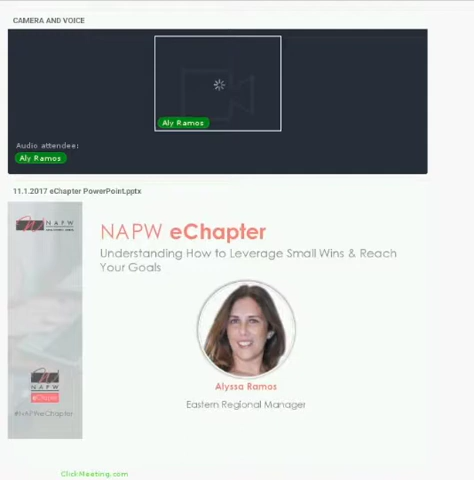 CAMERA AND VOICE
Aly Ramos
Audio attendee:
Aly Ramos
11.1.2017 eChapter PowerPoint.pptx
NAPW
NAPW eChapter
Understanding How to Leverage Small Wins & Reach
Your Goals
Alyssa Ramos
Eastern Regional Manager
NAPW
eChapter
#NAPWeChapter
ClickMeeting.com